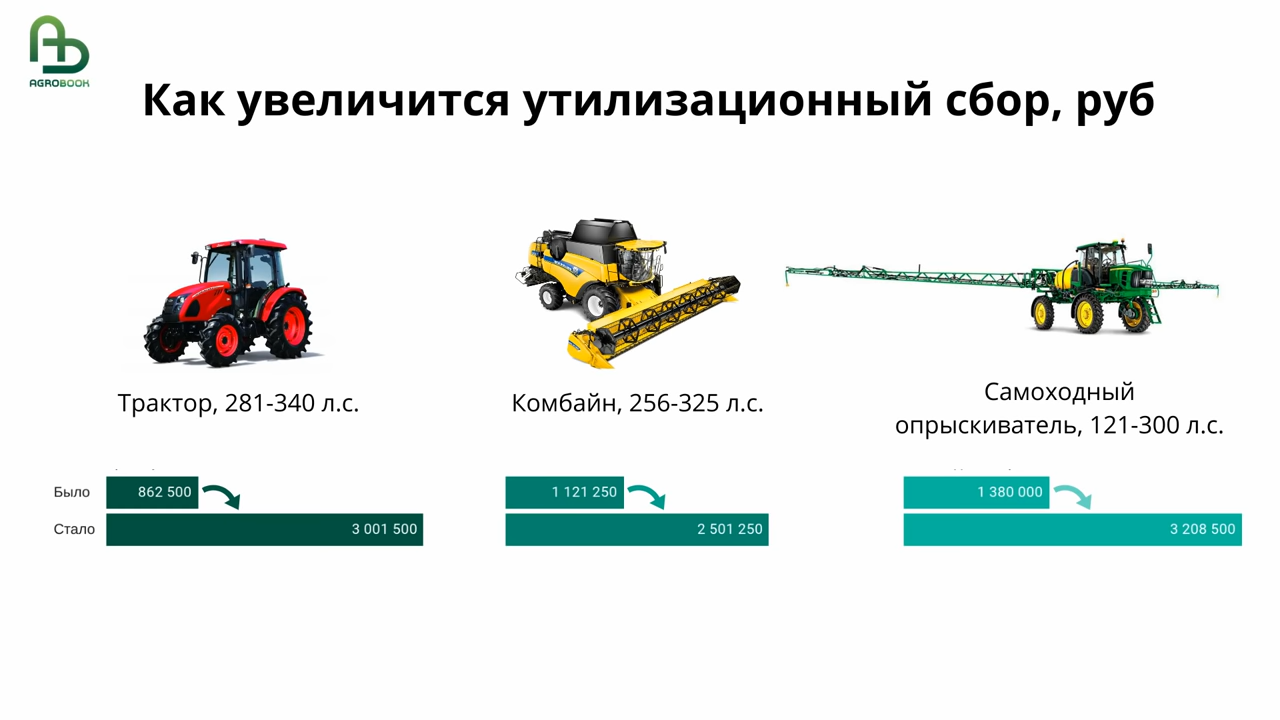 AGROBOOK
Как увеличится утилизационный сбор, руб
Трактор, 281-340 л.с.
Комбайн, 256-325 л.с.
Самоходный
опрыскиватель, 121-300 л.с.
Было
862 500
1 121 250
1 380 000
Стало
3 001 500
2 501 250
3 208 500